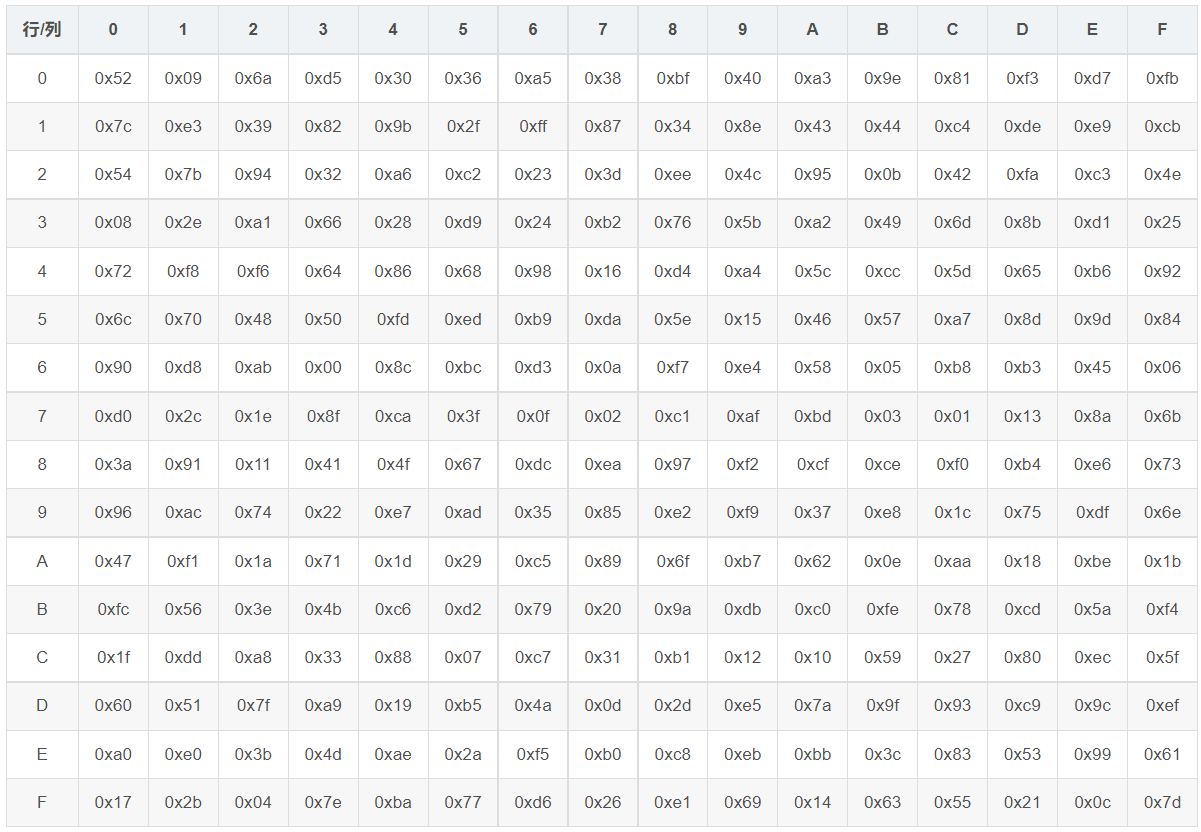 行/列 0 1 2 3 4 5 6 7 8 9 A B C D E F
0 0x52 0x09 0x6a 0xd5 0x30 0x36 0xa5 0x38 0xbf 0x40 0xa3 0x9e 0x81 0xf3 0xd7 0xfb
1 0x7c 0xe3 0x39 0x82 0x9b 0x2f 0xff 0x87 0x34 0x8e 0x43 0x44 0xc4 0xde 0xe9 0xcb
2 0x54 0x7b 0x94 0x32 0xa6 0xc2 0x23 0x3d 0xee 0x4c 0x95 0x0b 0x42 0xfa 0xc3 0x4e
3 0x08 0x2e 0xa1 0x66 0x28 0xd9 0x24 0xb2 0x76 0x5b 0xa2 0x49 0x6d 0x8b 0xd1 0x25
4 0x72 0xf8 0xf6 0x64 0x86 0x68 0x98 0x16 0xd4 0xa4 0x5c 0xcc 0x5d 0x65 0xb6 0x92
5 0x6c 0x70 0x48 0x50 0xfd 0xed 0xb9 0xda 0x5e 0x15 0x46 0x57 0xa7 0x8d 0x9d 0x84
6 0x90 0xd8 0xab 0x00 0x8c 0xbc 0xd3 0x0a 0xf7 0xe4 0x58 0x05 0xb8 0xb3 0x45 0x06
7 0xd0 0x2c 0x1e 0x8f 0xca 0x3f 0x0f 0x02 0xc1 0xaf 0xbd 0x03 0x01 0x13 0x8a 0x6b
8 0x3a 0x91 0x11 0x41 0x4f 0x67 0xdc 0xea 0x97 0xf2 0xcf 0xce 0xf0 0xb4 0xe6 0x73
9 0x96 0xac 0x74 0x22 0xe7 0xad 0x35 0x85 0xe2 0xf9 0x37 0xe8 0x1c 0x75 0xdf 0x6e
A 0x47 0xf1 0x1a 0x71 0x1d 0x29 0xc5 0x89 0x6f 0xb7 0x62 0x0e 0xaa 0x18 0xbe 0x1b
B 0xfc 0x56 0x3e 0x4b 0xc6 0xd2 0x79 0x20 0x9a 0xdb 0xc0 0xfe 0x78 0xcd 0x5a 0xf4
C 0x1f 0xdd 0xa8 0x33 0x88 0x07 0xc7 0x31 0xb1 0x12 0x10 0x59 0x27 0x80 0xec 0x5f
D 0x60 0x51 0x7f 0xa9 0x19 0xb5 0x4a 0x0d 0x2d 0xe5 0x7a 0x9f 0x93 0xc9 0x9c 0xef
E 0xa0 0xe0 0x3b 0x4d 0xae 0x2a 0xf5 0xb0 0xc8 0xeb 0xbb 0x3c 0x83 0x53 0x99 0x61
F 0x17 0x2b 0x04 0x7e 0xba 0x77 0xd6 0x26 0xe1 0x69 0x14 0x63 0x55 0x21 0x0c 0x7d